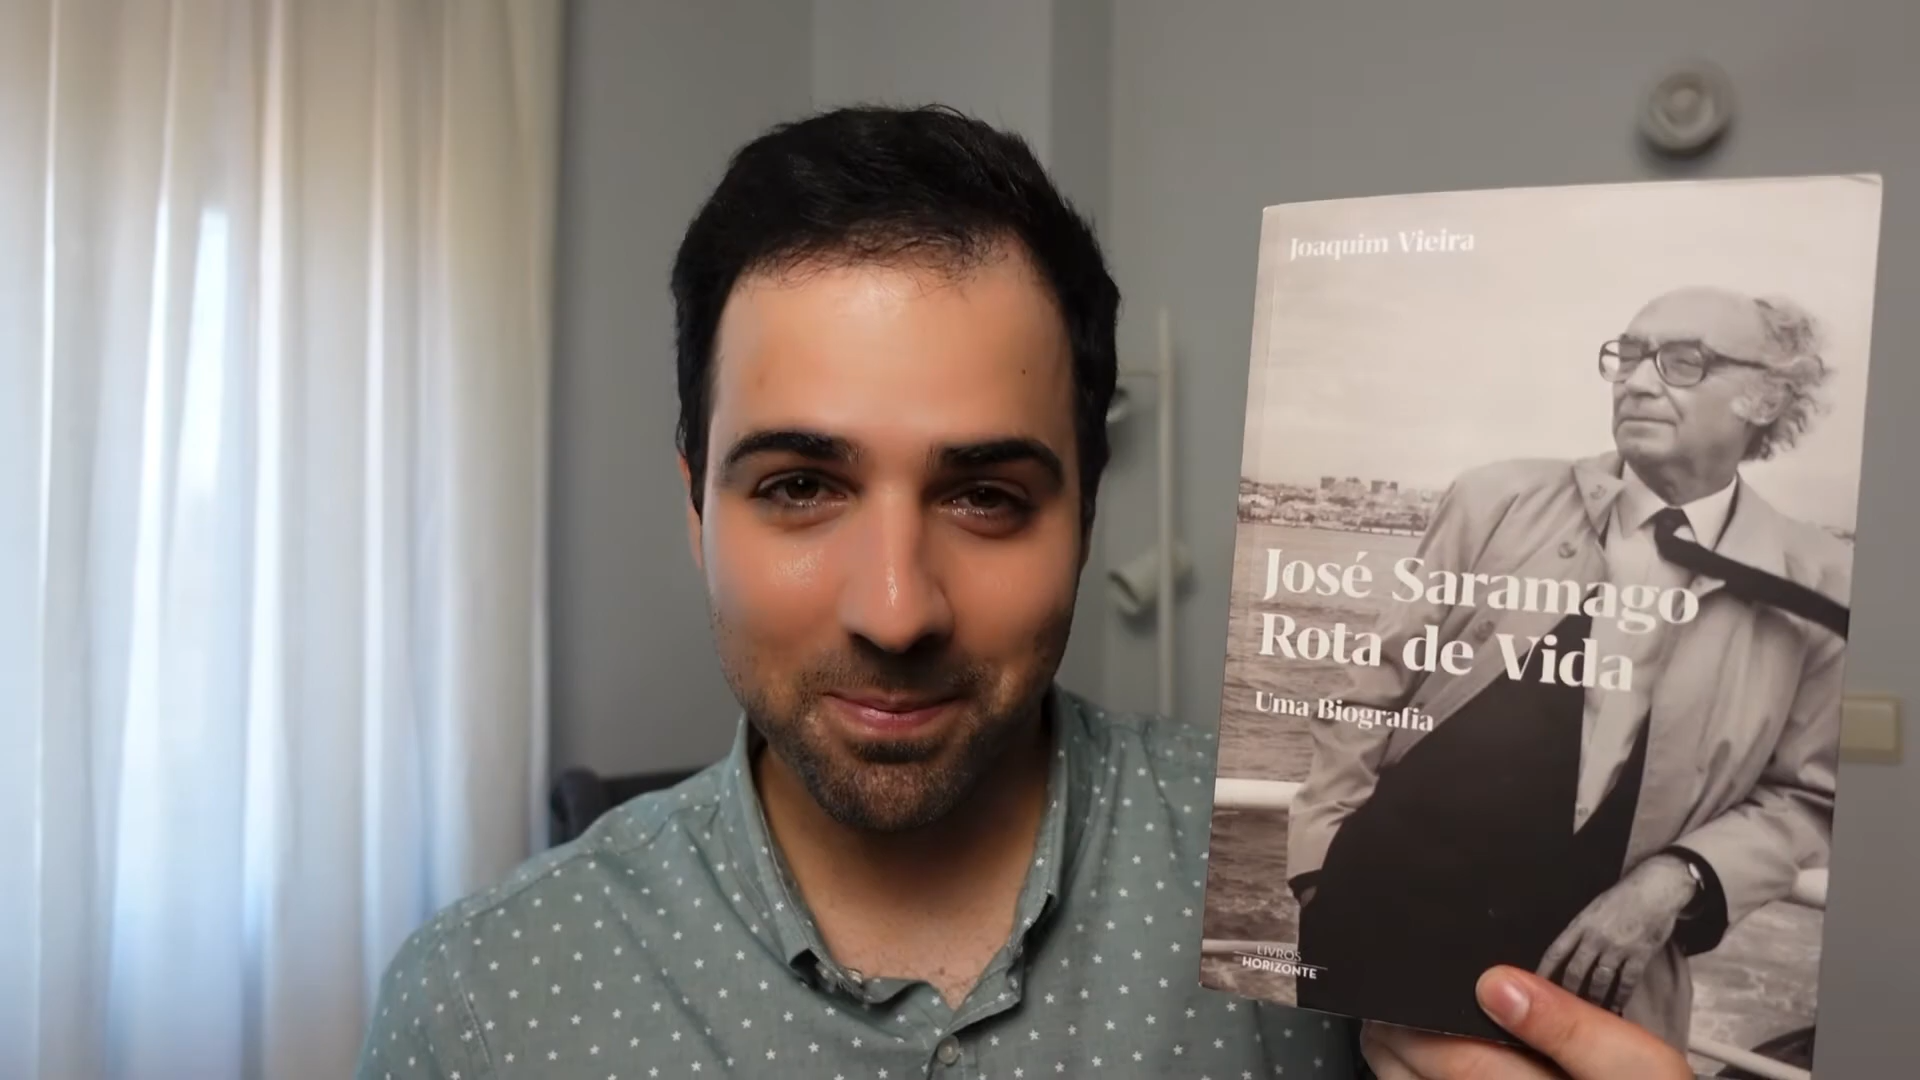 Joaquim Vieira
José Saramago
Rota de Vida
Uma Biografia
LIVROS
HORIZONTE